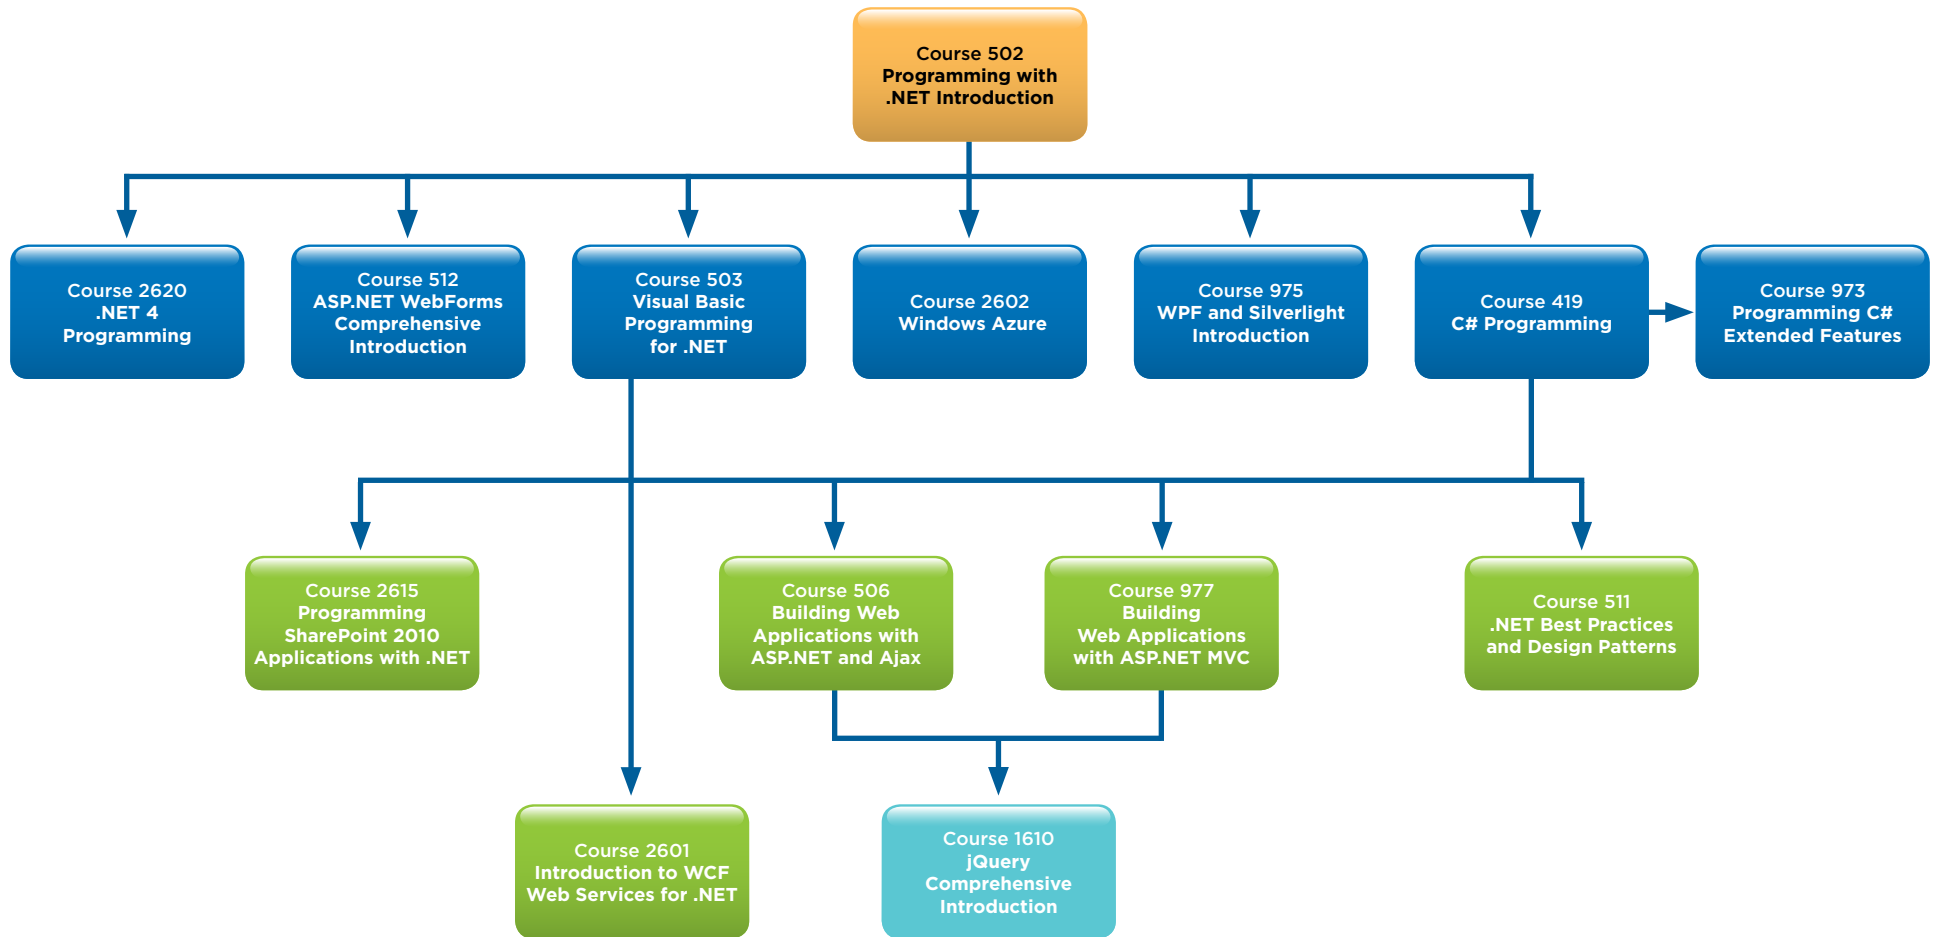 Course 502
Programming with
.NET Introduction
Course 2620
.NET 4
Programming
Course 512
ASP.NET WebForms
Comprehensive
Introduction
Course 503
Visual Basic
Programming
for .NET
Course 2602
Windows Azure
Course 975
WPF and Silverlight
Introduction
Course 419
C# Programming
Course 973
Programming C#
Extended Features
Course 2615
Programming
SharePoint 2010
Applications with .NET
Course 506
Building Web
Applications with
ASP.NET and Ajax
Course 977
Building
Web Applications
with ASP.NET MVC
Course 511
.NET Best Practices
and Design Patterns
Course 2601
Introduction to WCF
Web Services for .NET
Course 1610
jQuery
Comprehensive
Introduction